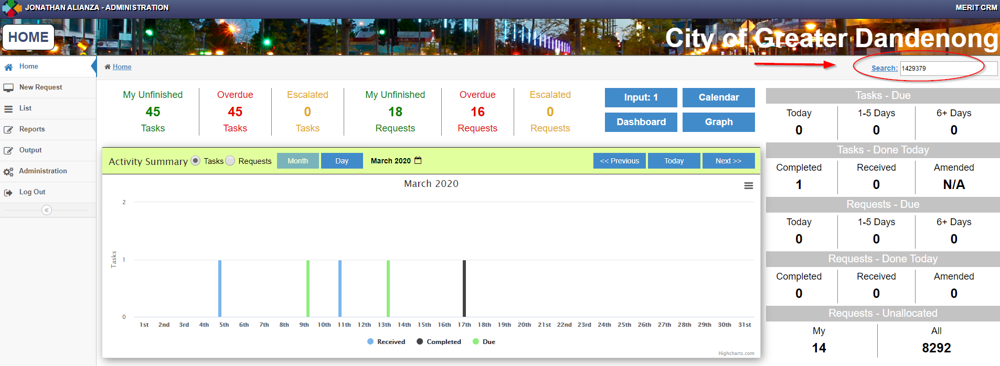 JONATHAN ALIANZA - ADMINISTRATION
MERIT CRM
HOME
City of Greater Dandenong
Home
New Request
List
Reports
Output
Administration
Log Out
Home
Search: 1429379
My Unfinished
45
Tasks
Overdue
45
Tasks
Escalated
0
Tasks
My Unfinished
18
Requests
Overdue
16
Requests
Escalated
0
Requests
Input: 1
Calendar
Dashboard
Graph
Activity Summary Tasks Requests Month Day March 2020 << Previous Today Next >>
March 2020
2
1
0
Tasks
1st 2nd 3rd 4th 5th 6th 7th 8th 9th 10th 11th 12th 13th 14th 15th 16th 17th 18th 19th 20th 21st 22nd 23rd 24th 25th 26th 27th 28th 29th 30th 31st
Received Completed Due
Highcharts.com
Tasks - Due
Today 1-5 Days 6+ Days
0 0 0
Tasks - Done Today
Completed Received Amended
1 0 N/A
Requests - Due
Today 1-5 Days 6+ Days
0 0 0
Requests - Done Today
Completed Received Amended
0 0 0
Requests - Unallocated
My All
14 8292